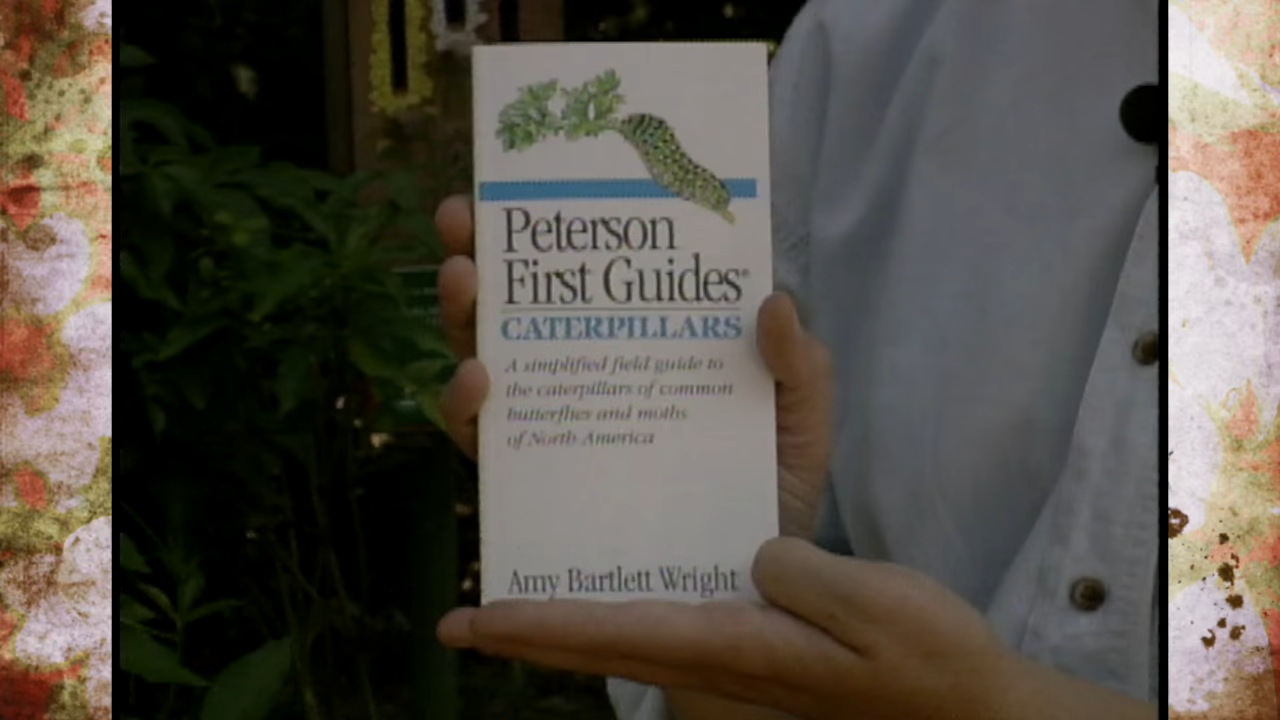 Peterson
First Guides®
CATERPILLARS
A simplified field guide to
the caterpillars of common
butterflies and moths
of North America
Amy Bartlett Wright